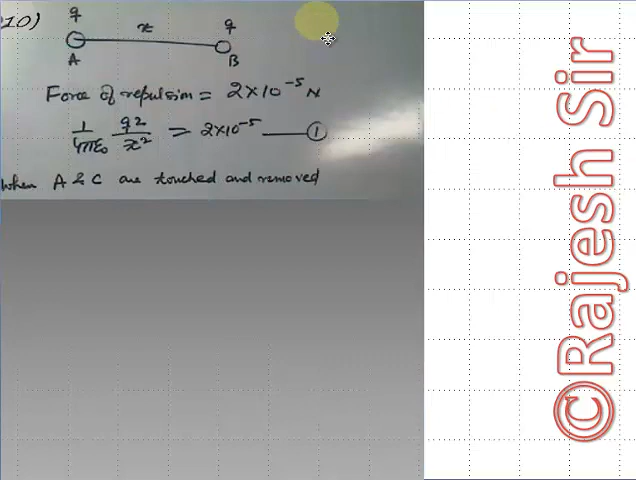 10)
q q
x
A B
Force of repulsion = 2×10⁻⁵ N
1/4πε₀ q²/x² = 2×10⁻⁵ ——— ①
When A & C are touched and removed
©Rajesh Sir